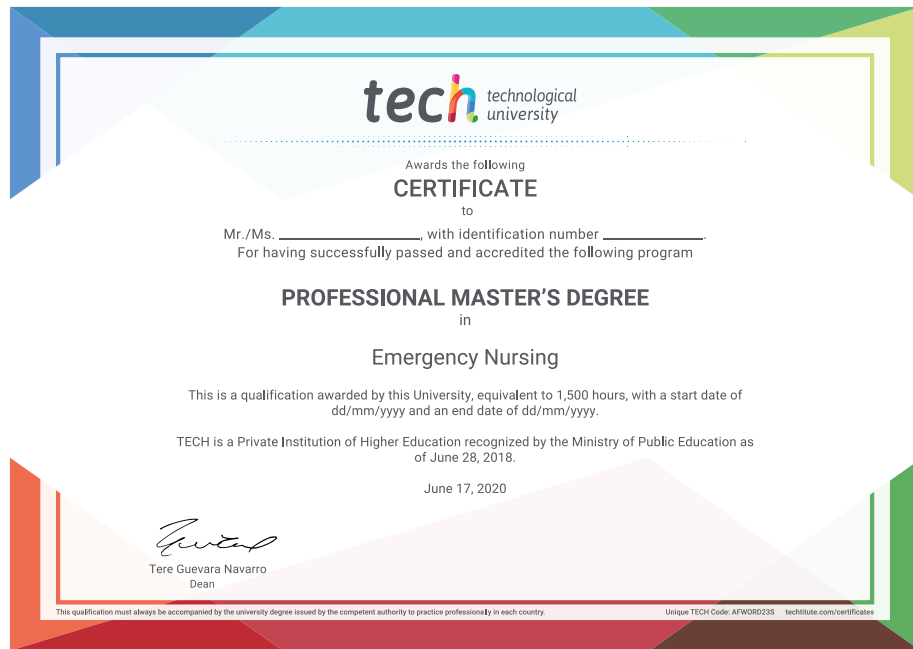 tech technological
university
Awards the following
CERTIFICATE
to
Mr./Ms. ____________________, with identification number ______________.
For having successfully passed and accredited the following program
PROFESSIONAL MASTER'S DEGREE
in
Emergency Nursing
This is a qualification awarded by this University, equivalent to 1,500 hours, with a start date of
dd/mm/yyyy and an end date of dd/mm/yyyy.
TECH is a Private Institution of Higher Education recognized by the Ministry of Public Education as
of June 28, 2018.
June 17, 2020
Tere Guevara Navarro
Dean
This qualification must always be accompanied by the university degree issued by the competent authority to practice professionally in each country. Unique TECH Code: AFWORD23S techtitute.com/certificates